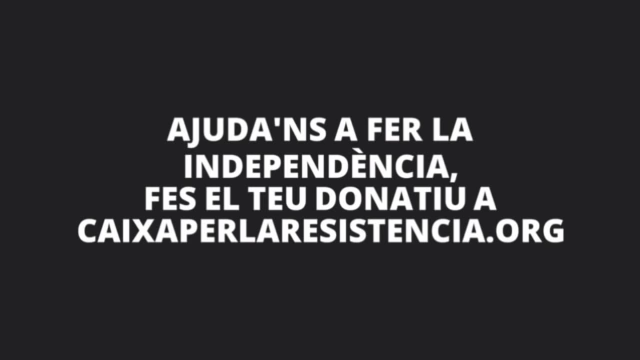 AJUDA'NS A FER LA
INDEPENDÈNCIA,
FES EL TEU DONATIU A
CAIXAPERLARESISTENCIA.ORG